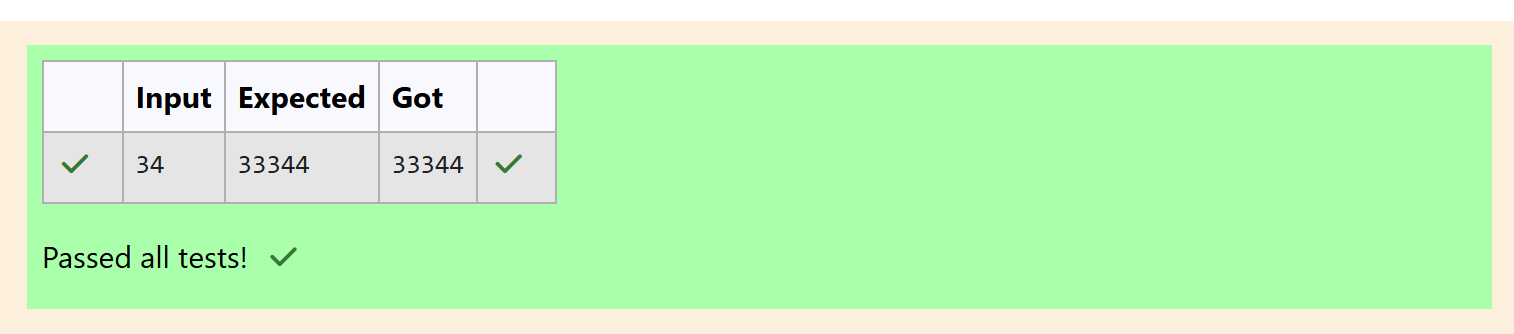 Input Expected Got
34 33344 33344
Passed all tests!